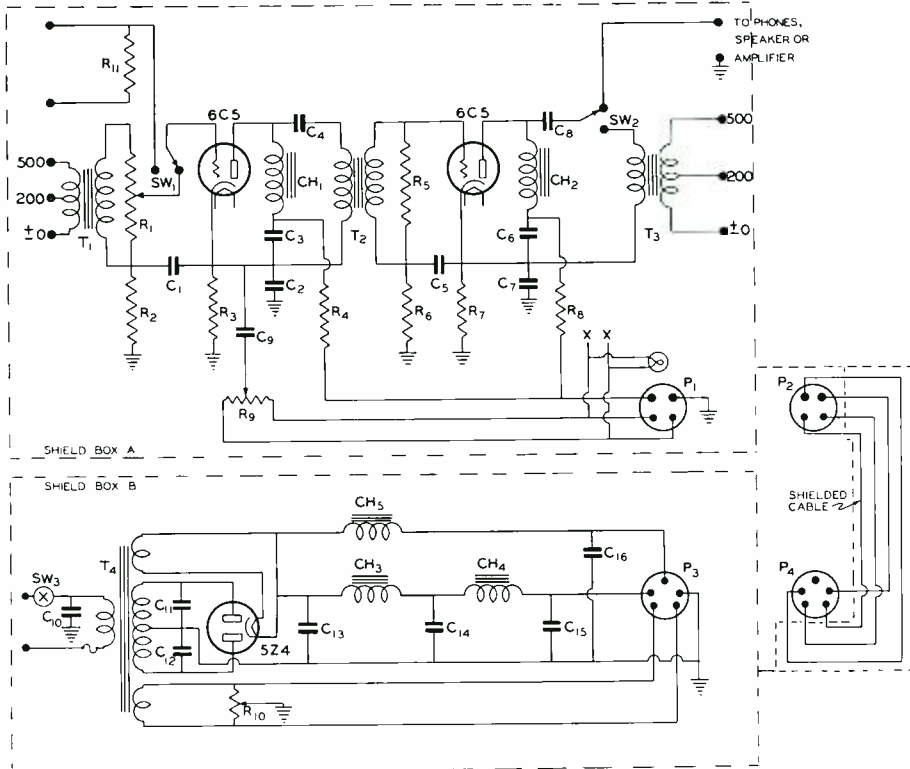 TO PHONES,
SPEAKER OR
AMPLIFIER
R11
6C5
6C5
C4
C8
SW2
500
500
SW1
CH1
R5
CH2
200
200
R1
±0
±0
T1
C3
T2
C6
T3
C1
C2
C5
C7
R2
R3
R4
R6
R7
R8
C9
X X
R9
P1
P2
SHIELD BOX A
SHIELD BOX B
CH5
SHIELDED
CABLE
T4
C16
SW3
CH3
CH4
P3
P4
C10
C11
C13
C14
C15
5Z4
C12
R10